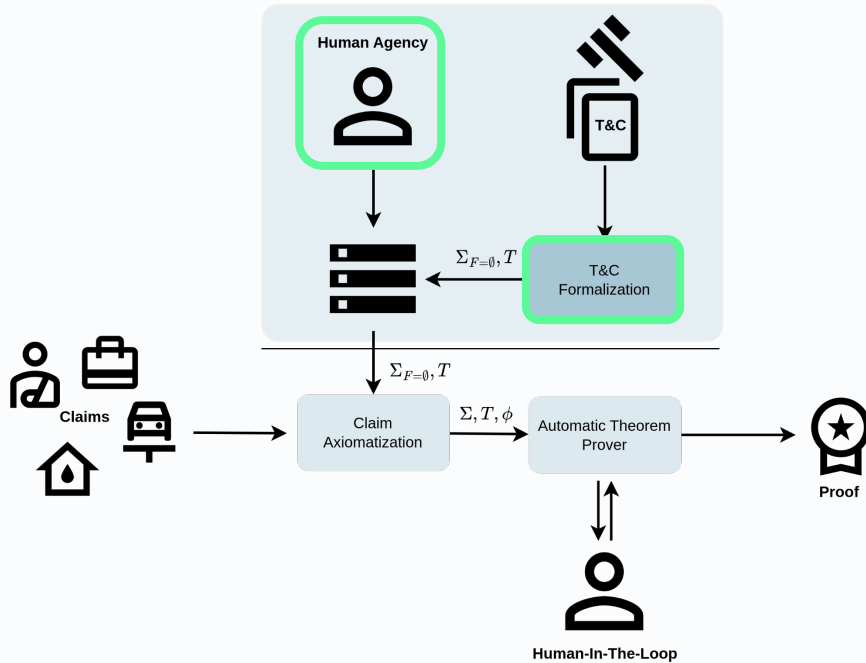 Human Agency
T&C
Σ_{F=∅}, T
T&C
Formalization
Σ_{F=∅}, T
Claims
Claim
Axiomatization
Σ, T, ϕ
Automatic Theorem
Prover
Proof
Human-In-The-Loop